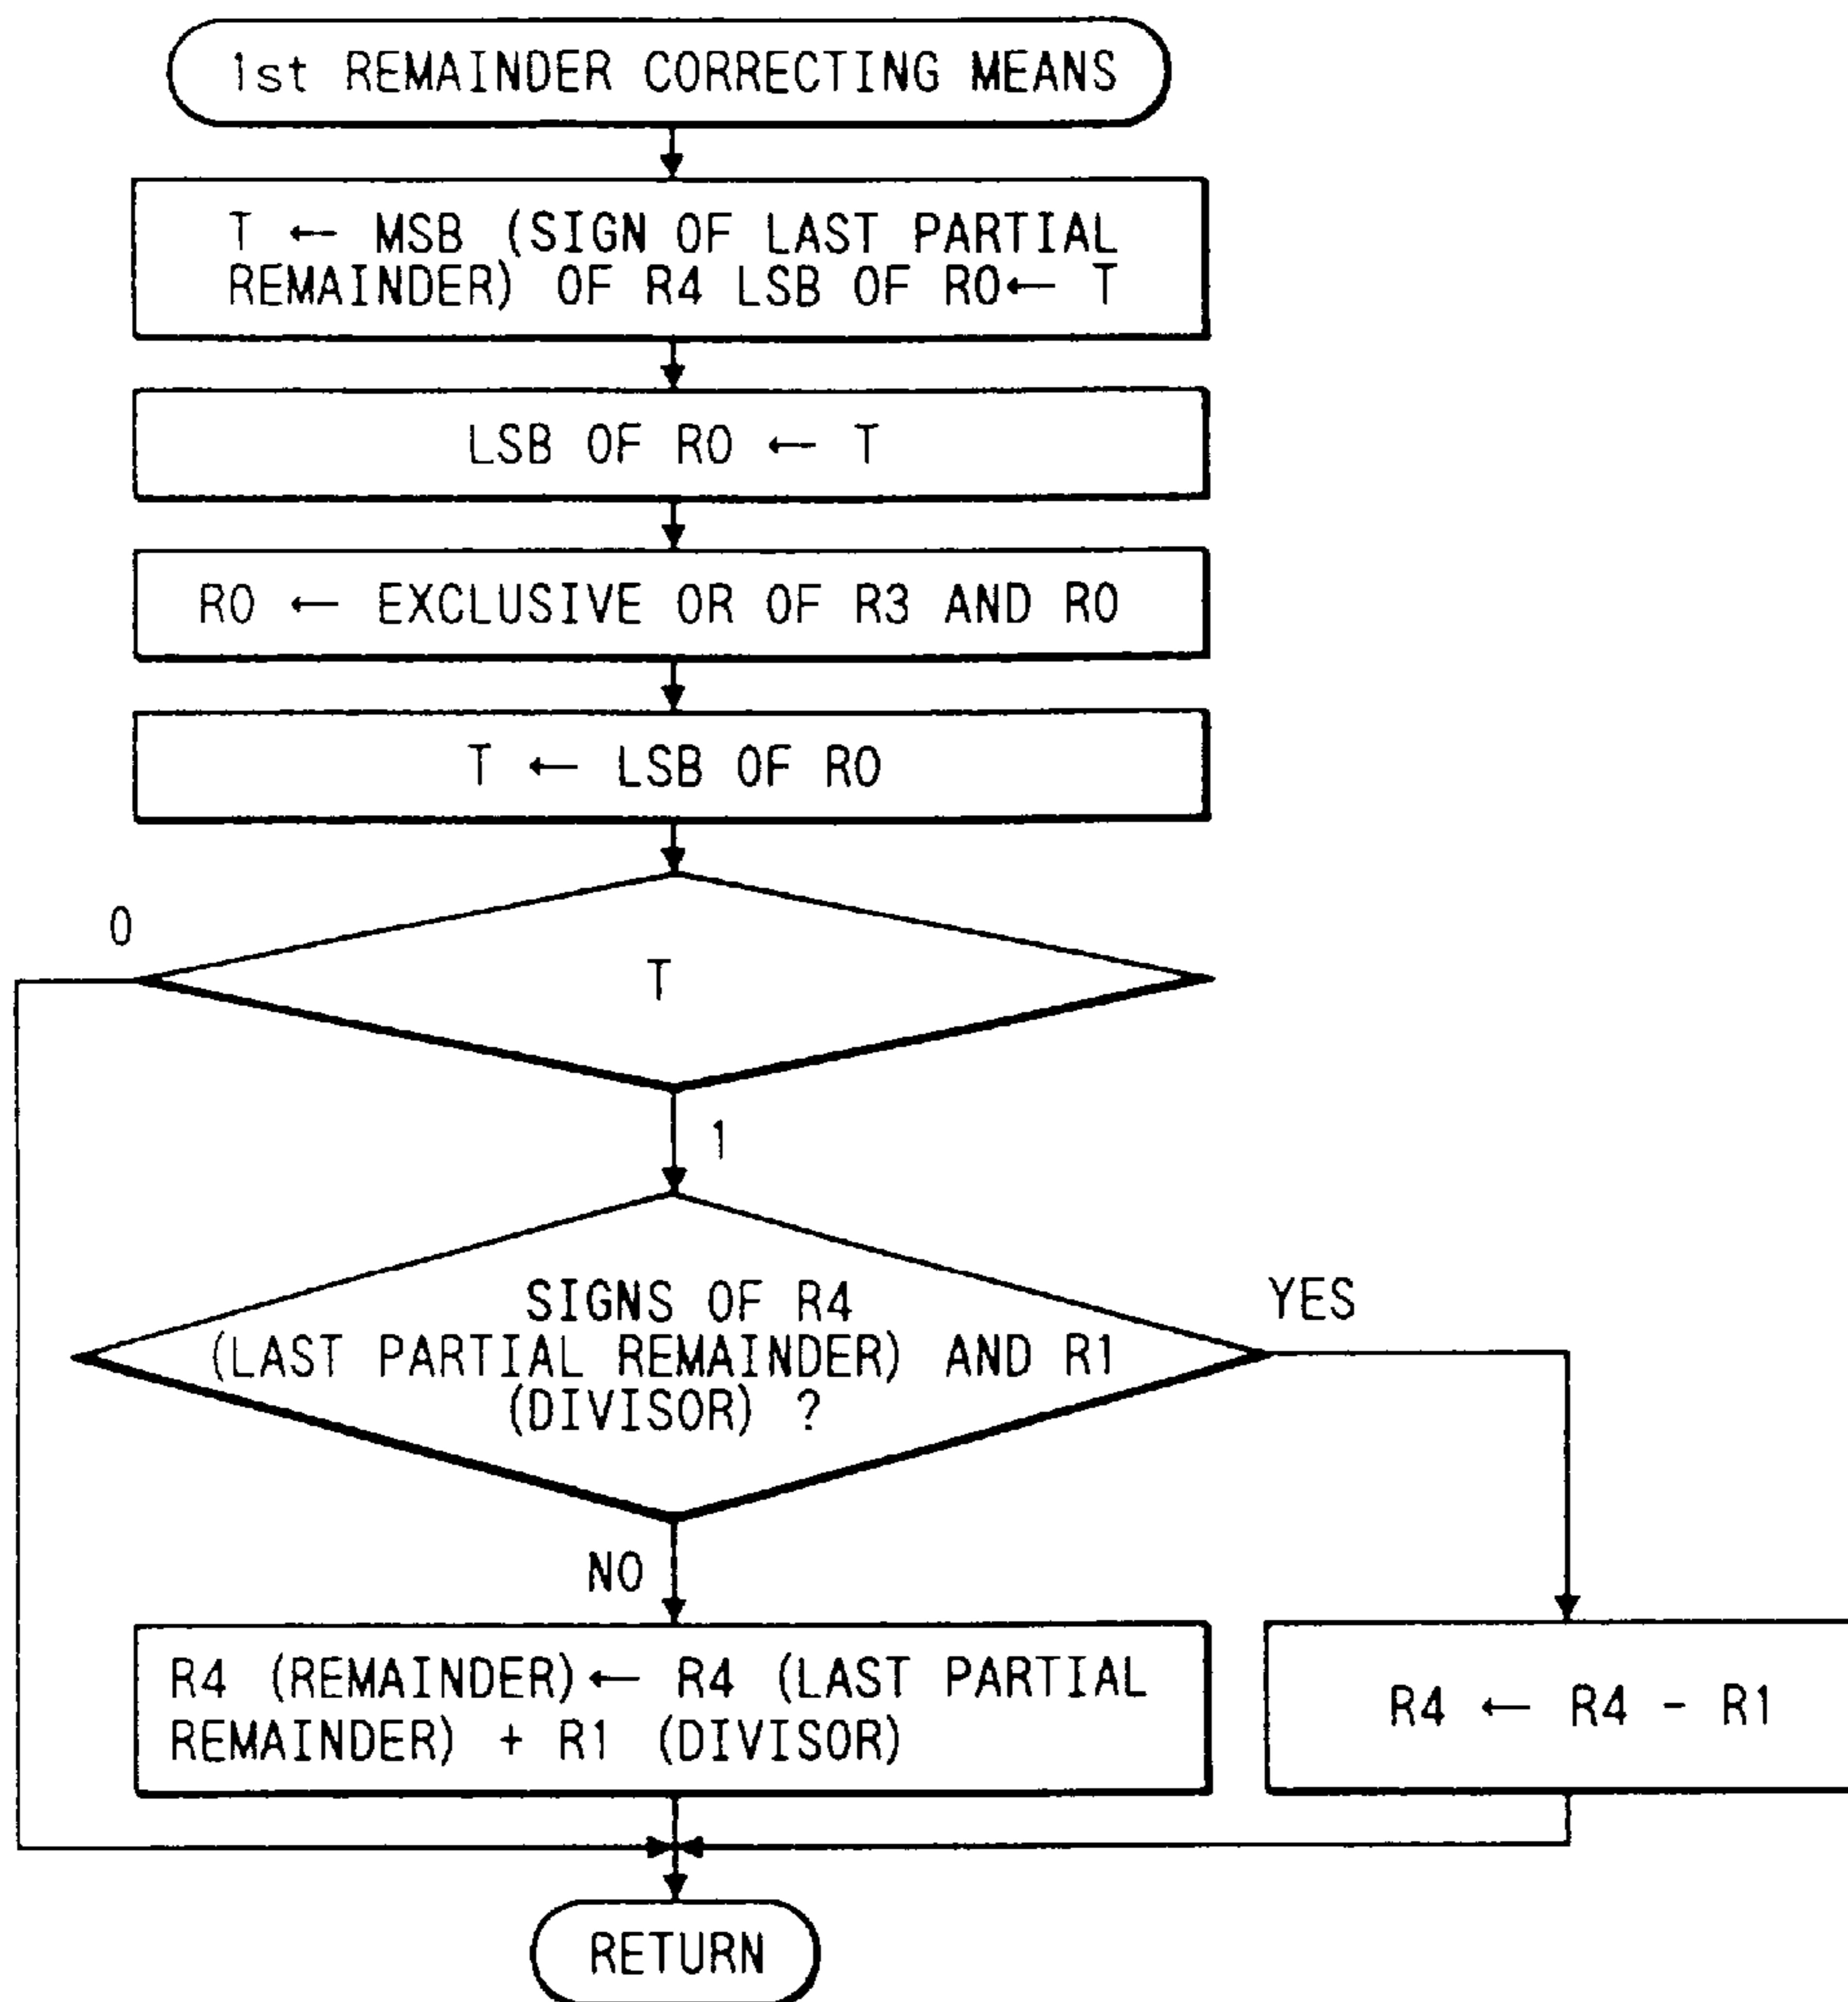 1st REMAINDER CORRECTING MEANS
T ← MSB (SIGN OF LAST PARTIAL
REMAINDER) OF R4 LSB OF R0← T
LSB OF R0 ← T
R0 ← EXCLUSIVE OR OF R3 AND R0
T ← LSB OF R0
0
T
1
SIGNS OF R4
(LAST PARTIAL REMAINDER) AND R1
(DIVISOR) ?
YES
NO
R4 (REMAINDER)← R4 (LAST PARTIAL
REMAINDER) + R1 (DIVISOR)
R4 ← R4 - R1
RETURN